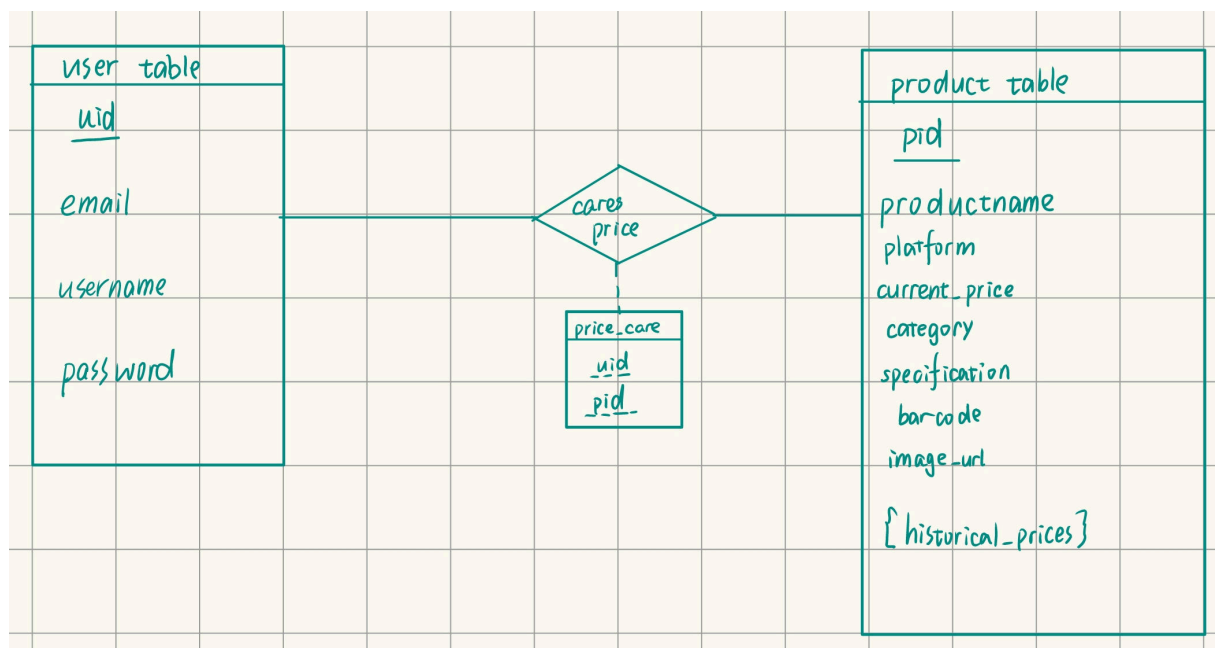 user table
uid
email
username
password
cares
price
price_care
uid
pid
product table
pid
productname
platform
current_price
category
specification
barcode
image_url
{historical_prices}